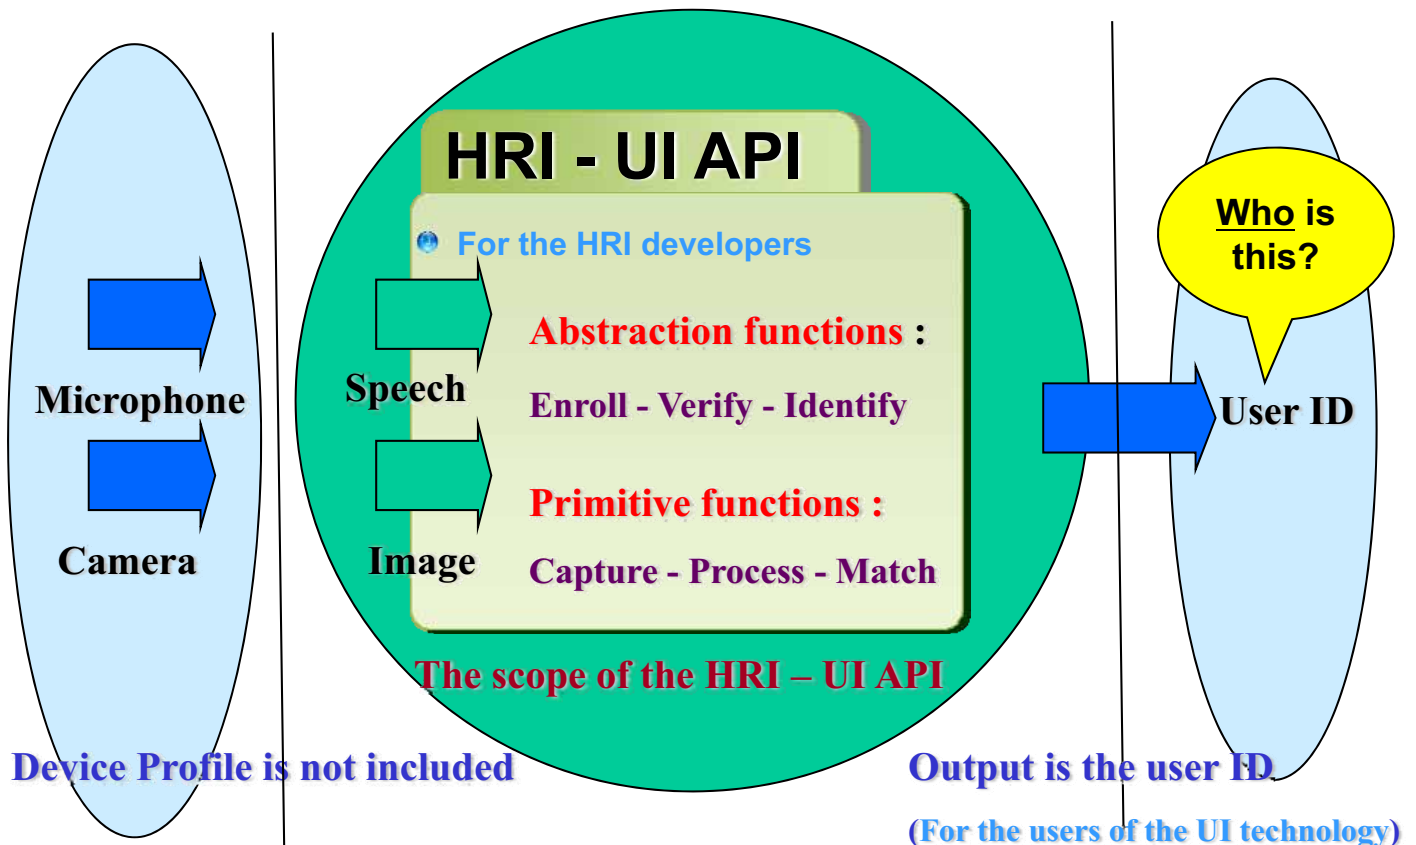 HRI - UI API
For the HRI developers
Who is
this?
Abstraction functions :
Microphone
Speech
Enroll - Verify - Identify
User ID
Primitive functions :
Camera
Image
Capture - Process - Match
The scope of the HRI – UI API
Device Profile is not included
Output is the user ID
(For the users of the UI technology)